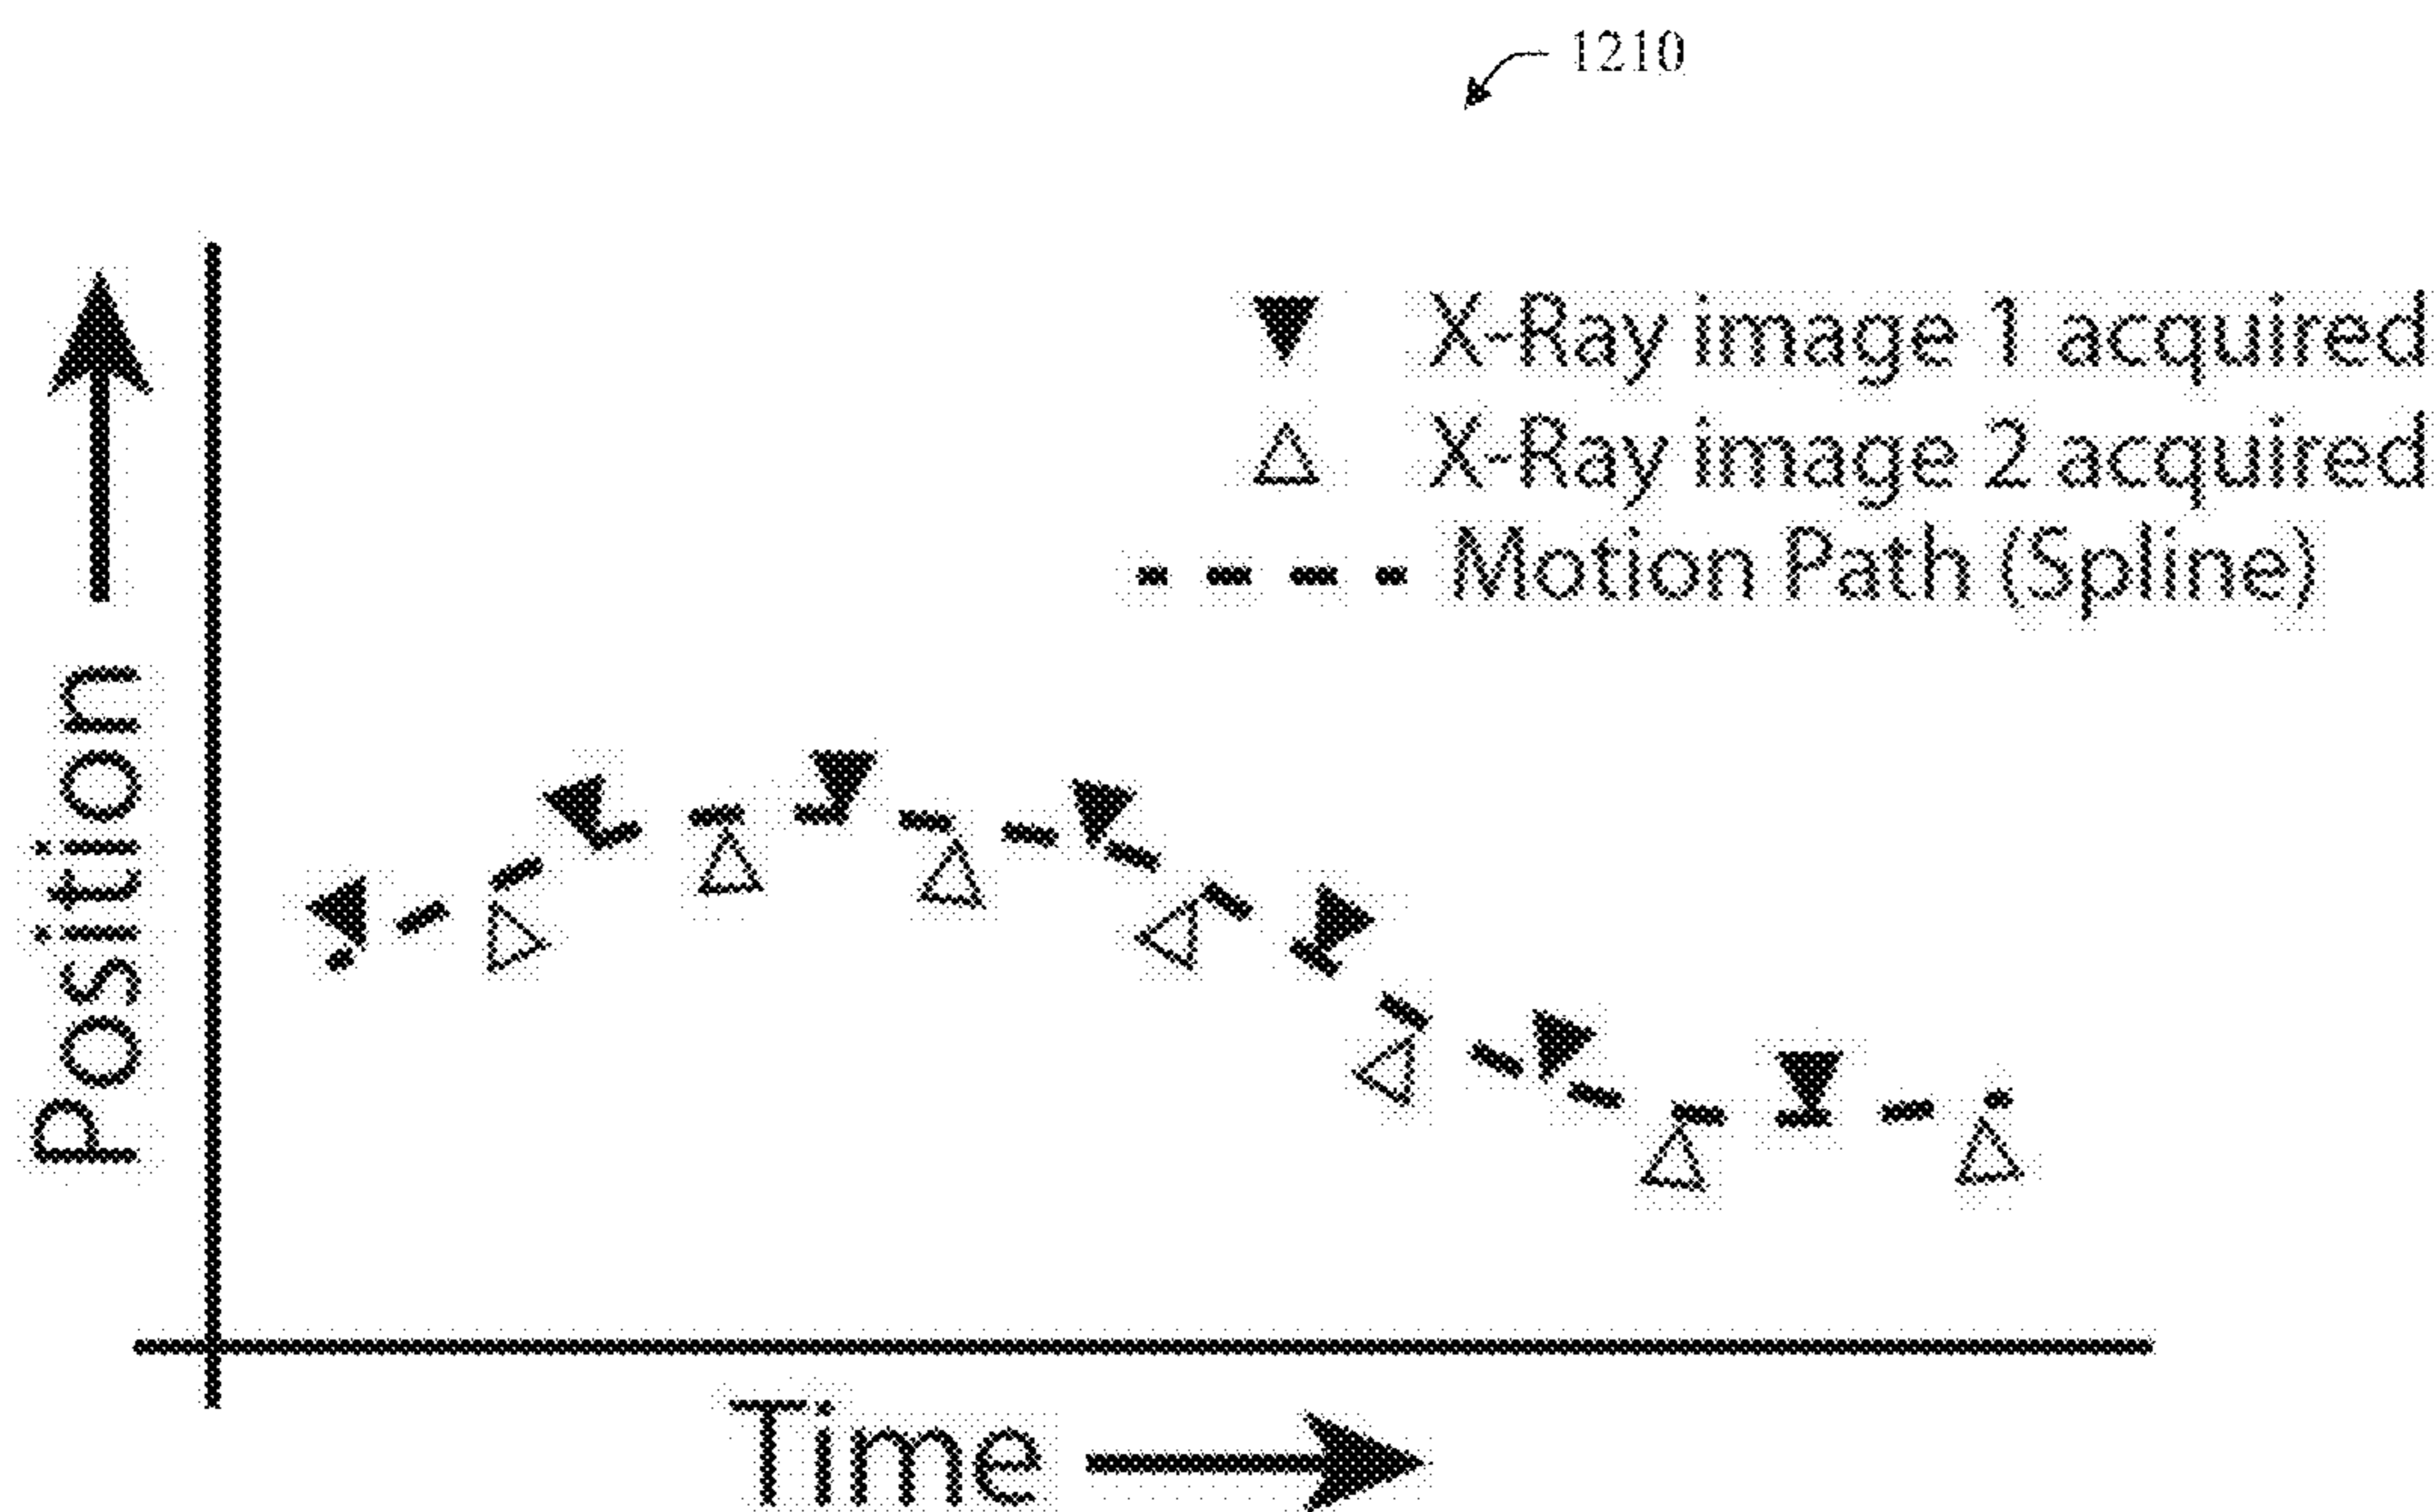 1210
X-Ray image 1 acquired
X-Ray image 2 acquired
Motion Path (Spline)
Position
Time